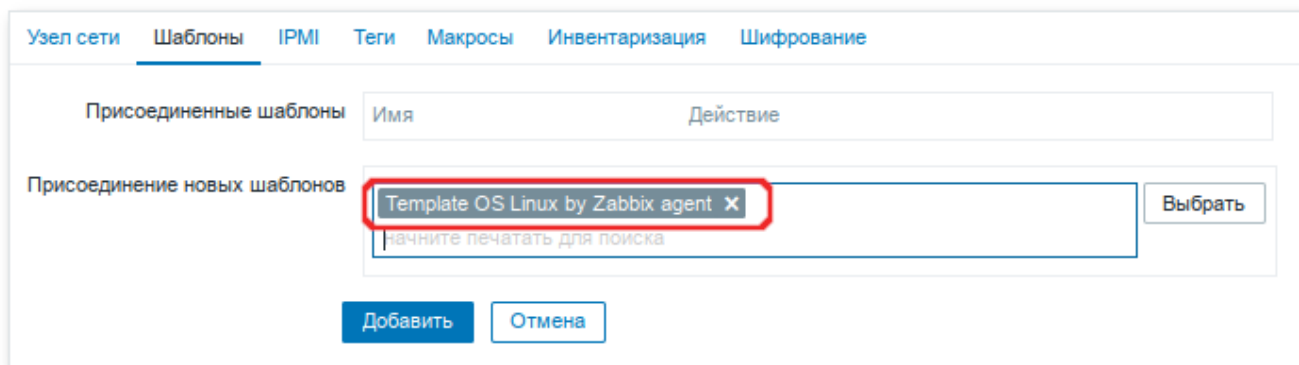 Узел сети Шаблоны IPMI Теги Макросы Инвентаризация Шифрование
Присоединенные шаблоны Имя Действие
Присоединение новых шаблонов
Template OS Linux by Zabbix agent × Выбрать
начните печатать для поиска
Добавить Отмена